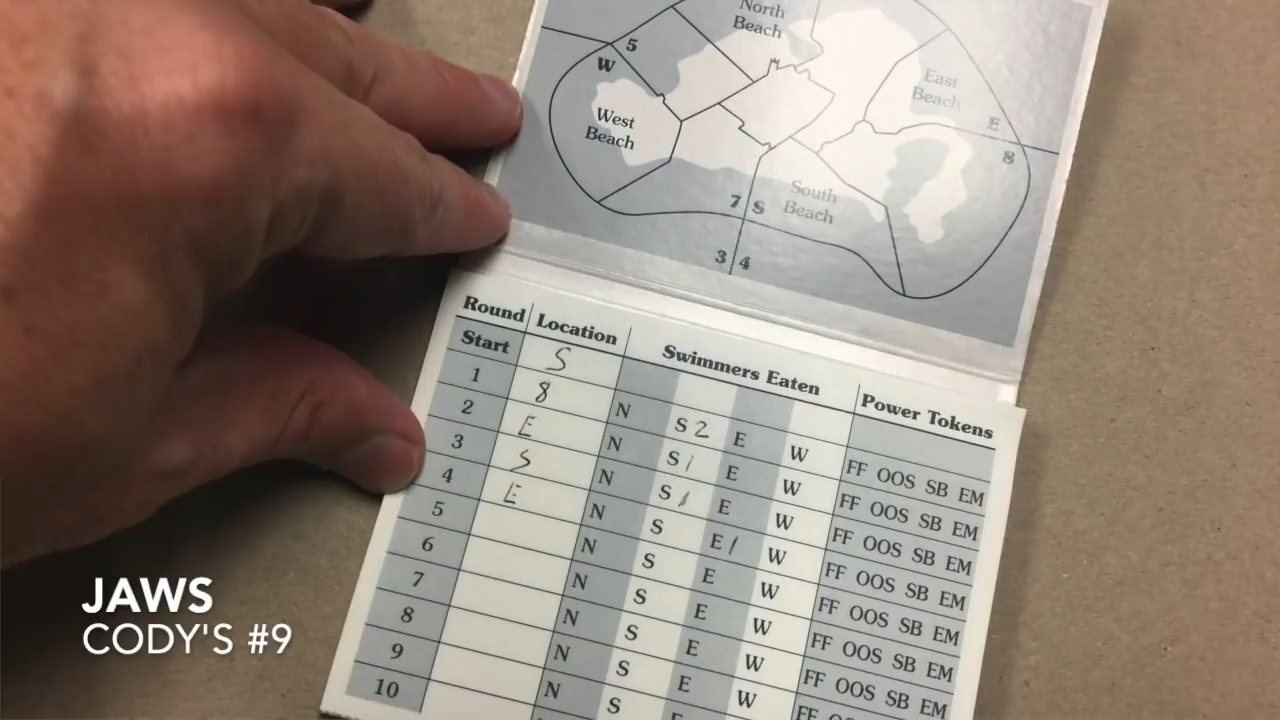 North
Beach
5
W
East
Beach
E
West
Beach
8
South
Beach
7 S
3 4
Round Location Swimmers Eaten Power Tokens
Start S
1 8 N S 2 E W FF OOS SB EM
2 E N S 1 E W FF OOS SB EM
3 S N S 1 E W FF OOS SB EM
4 E N S E 1 W FF OOS SB EM
5 N S E W FF OOS SB EM
6 N S E W FF OOS SB EM
7 N S E W FF OOS SB EM
8 N S E W FF OOS SB
9 N S E
10
JAWS
CODY'S #9